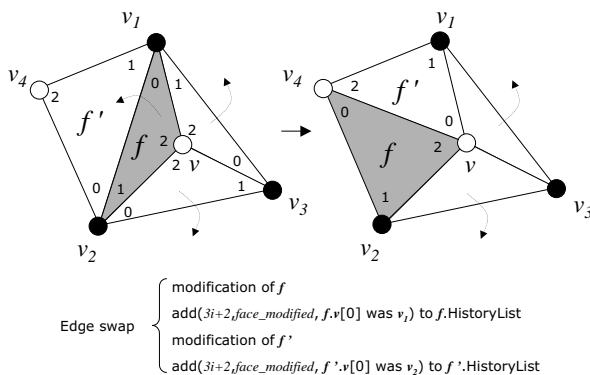 v1
v1
v4
1
0
1
2
f'
f
v
2
2
2
0
1
0
0
1
v2
v3
v4
2
f'
1
0
0
f
2
v
1
v2
v3
modification of f
add(3i+2,face_modified, f.v[0] was v1) to f.HistoryList
Edge swap
modification of f '
add(3i+2,face_modified, f '.v[0] was v2) to f '.HistoryList